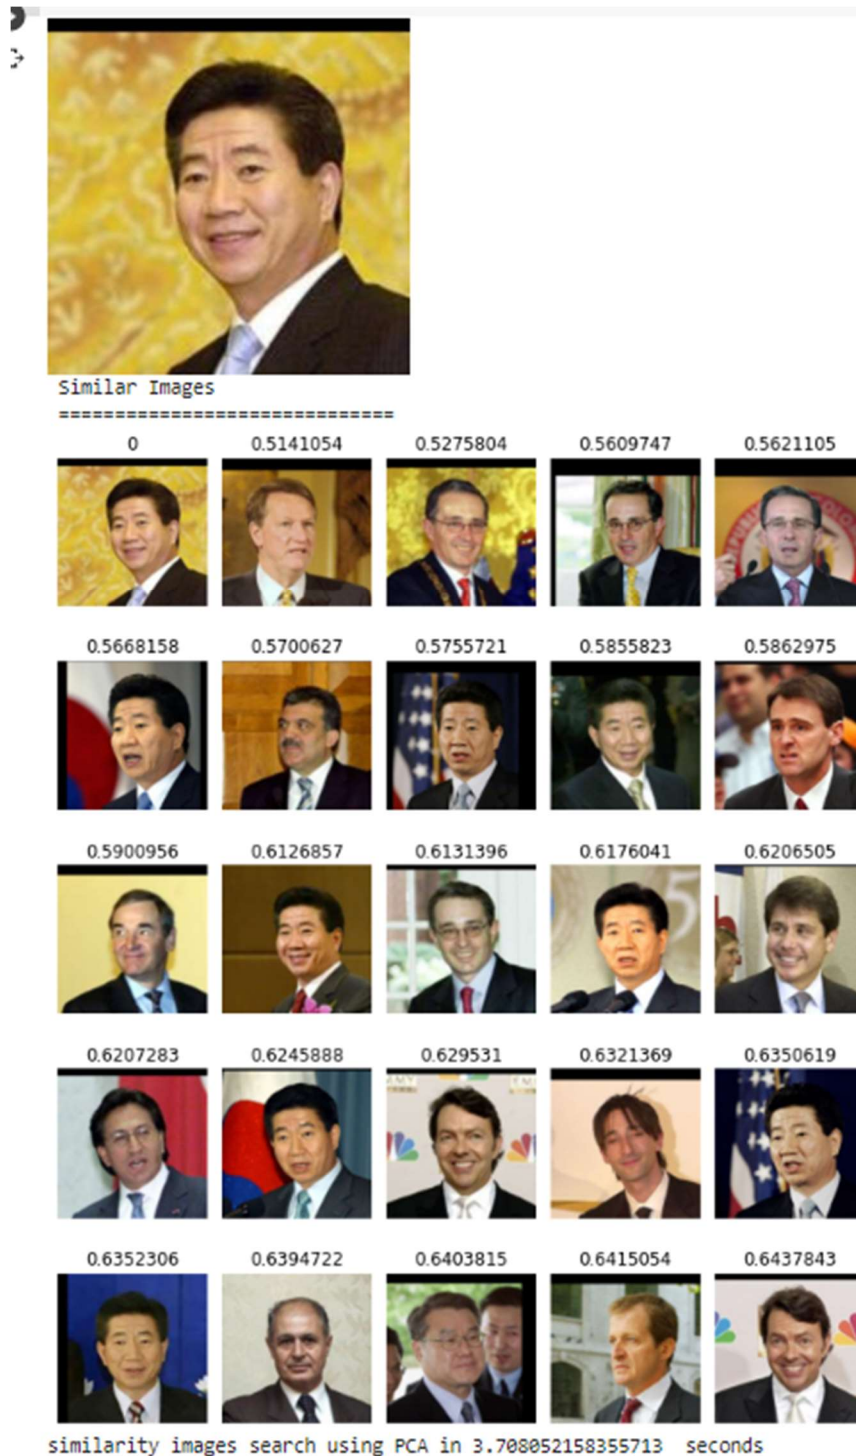 Similar Images
==============================
0 0.5141054 0.5275804 0.5609747 0.5621105
0.5668158 0.5700627 0.5755721 0.5855823 0.5862975
0.5900956 0.6126857 0.6131396 0.6176041 0.6206505
0.6207283 0.6245888 0.629531 0.6321369 0.6350619
0.6352306 0.6394722 0.6403815 0.6415054 0.6437843
similarity images search using PCA in 3.708052158355713 seconds